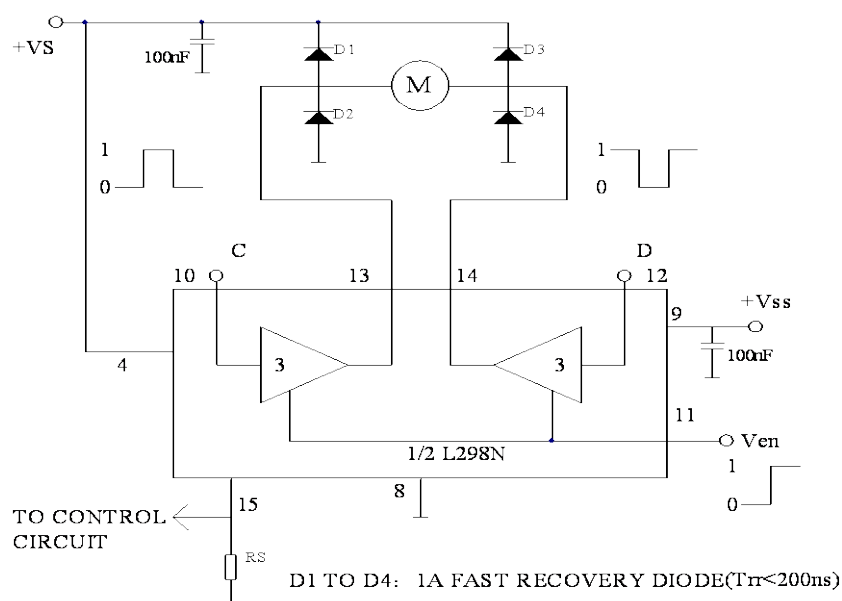 +VS
100nF
D1
D3
M
D2
D4
1
0
1
0
C
D
10
13
14
12
+Vss
9
3
3
100nF
4
11
Ven
1/2 L298N
1
0
8
15
TO CONTROL
CIRCUIT
RS
D1 TO D4: 1A FAST RECOVERY DIODE(Trr<200ns)